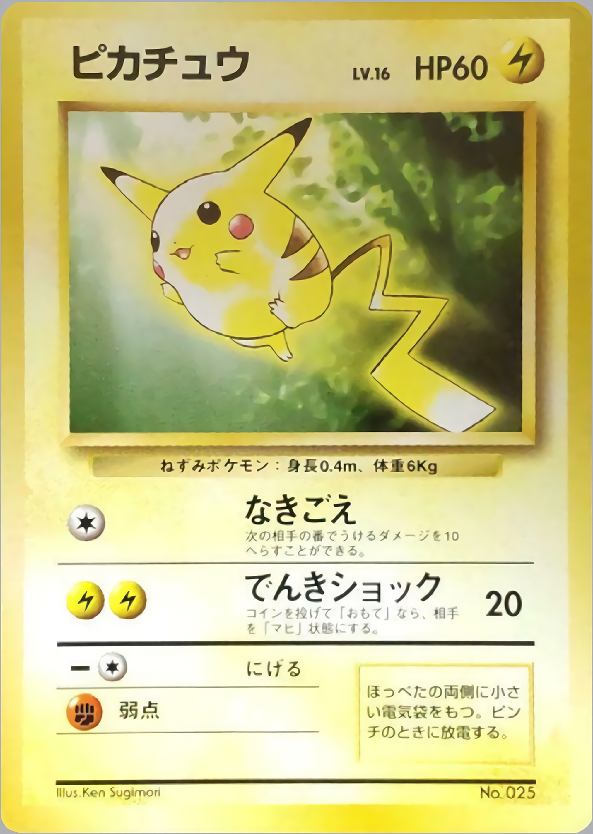 ピカチュウ LV.16 HP60
ねずみポケモン：身長0.4m、体重6Kg
なきごえ
次の相手の番でうけるダメージを10
へらすことができる。
でんきショック 20
コインを投げて「おもて」なら、相手
を「マヒ」状態にする。
にげる
弱点
ほっぺたの両側に小さ
い電気袋をもつ。ピン
チのときに放電する。
Illus.Ken Sugimori No.025